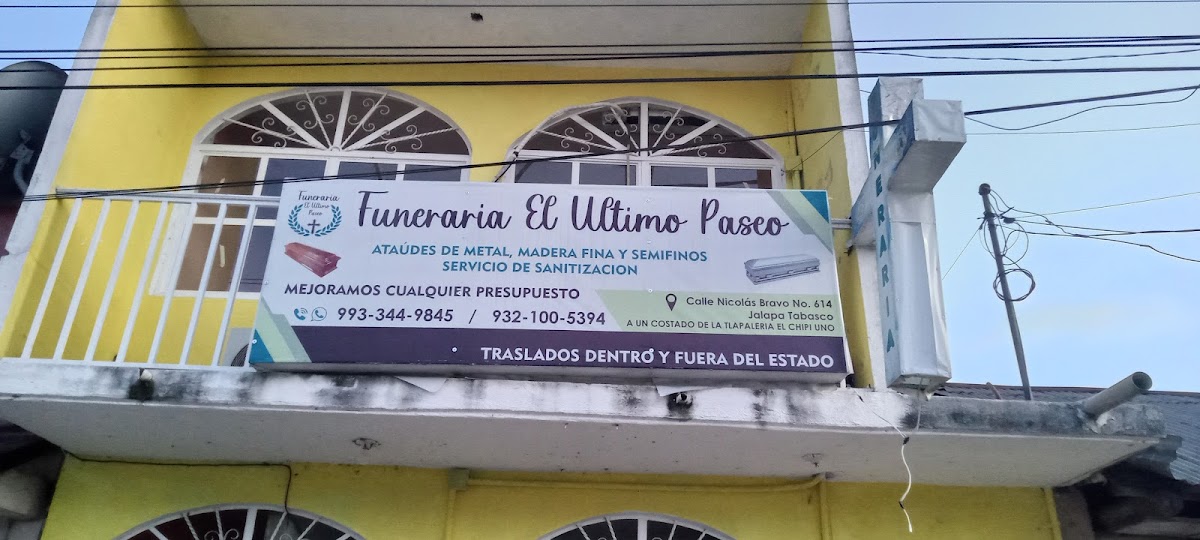 Funeraria
El Ultimo
Paseo
Funeraria El Ultimo Paseo
ATAÚDES DE METAL, MADERA FINA Y SEMIFINOS
SERVICIO DE SANITIZACION
MEJORAMOS CUALQUIER PRESUPUESTO
993-344-9845 / 932-100-5394
Calle Nicolás Bravo No. 614
Jalapa Tabasco
A UN COSTADO DE LA TLAPALERIA EL CHIPI UNO
TRASLADOS DENTRO Y FUERA DEL ESTADO